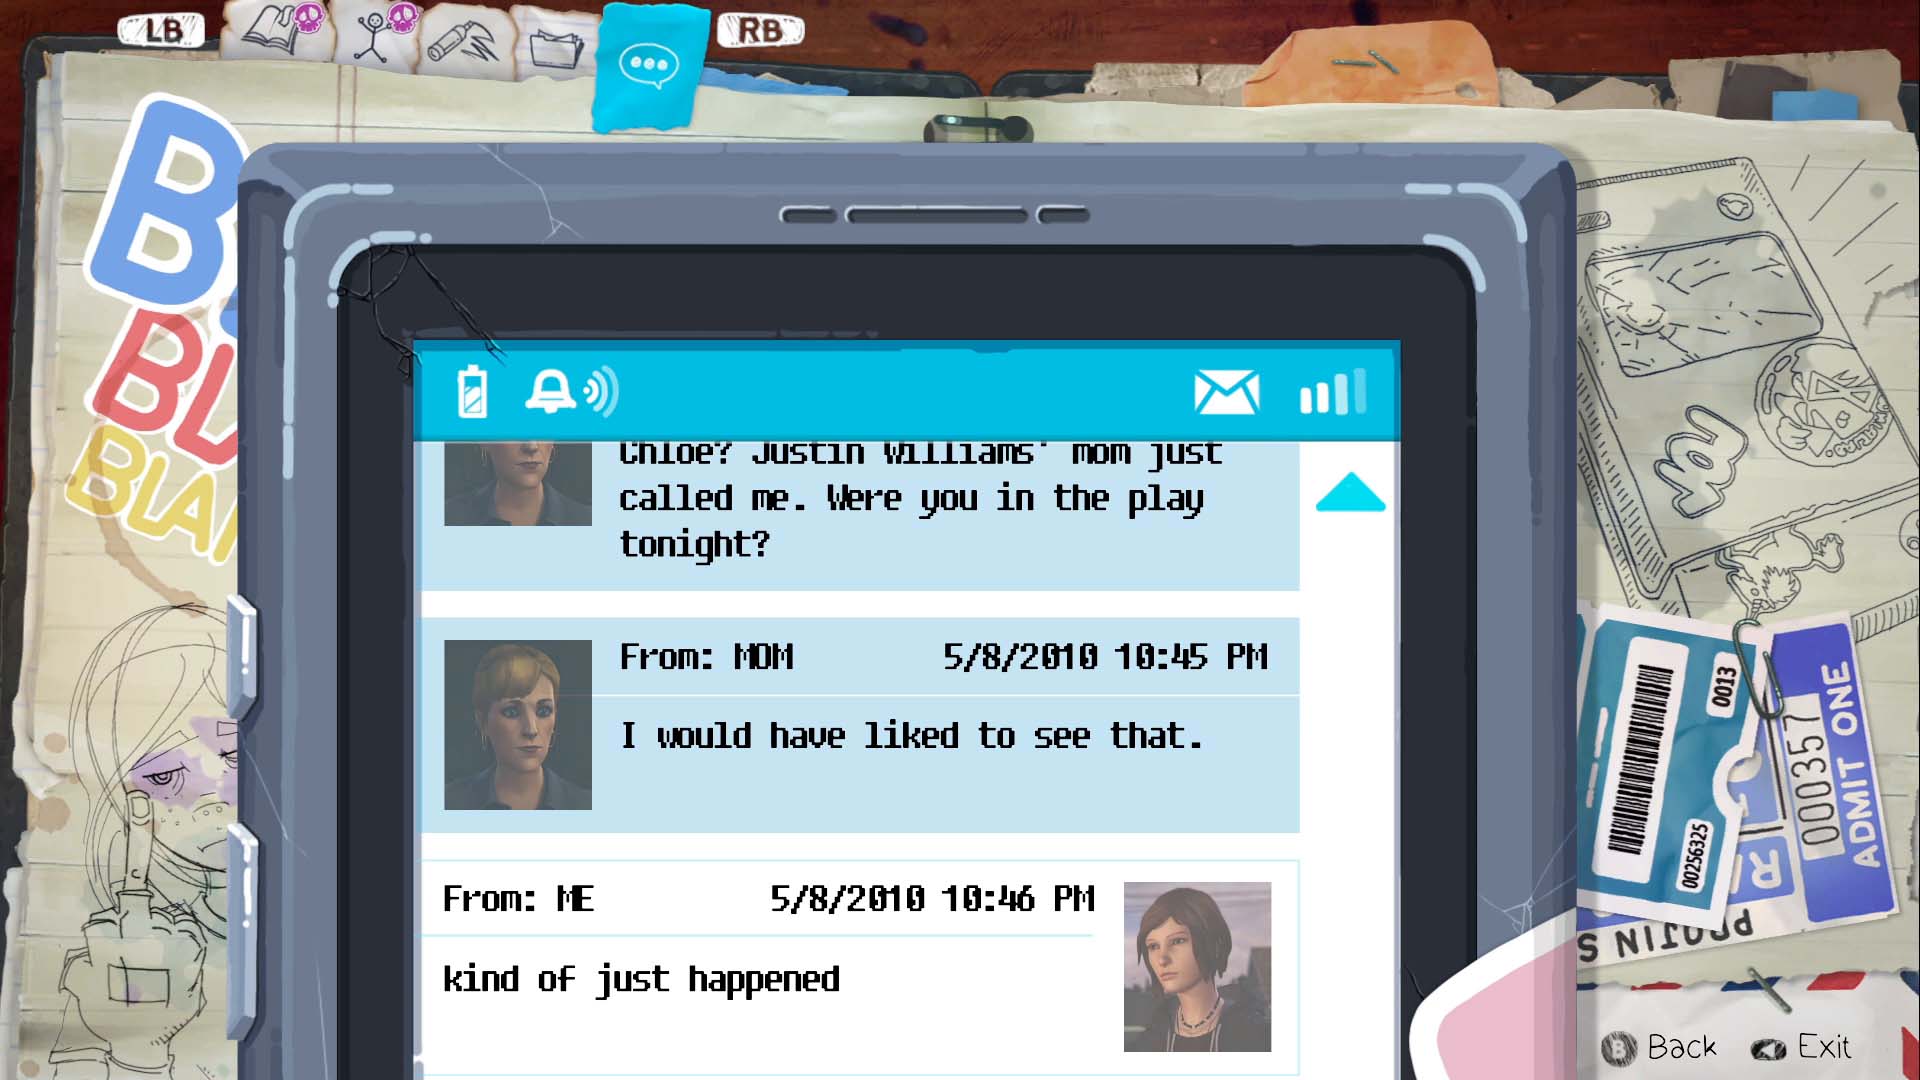 LB
RB
Chloe? Justin Williams' mom just
called me. Were you in the play
tonight?
From: MOM 5/8/2010 10:45 PM
I would have liked to see that.
From: ME 5/8/2010 10:46 PM
kind of just happened
0013
00256325
000357
ADMIT ONE
Back
Exit